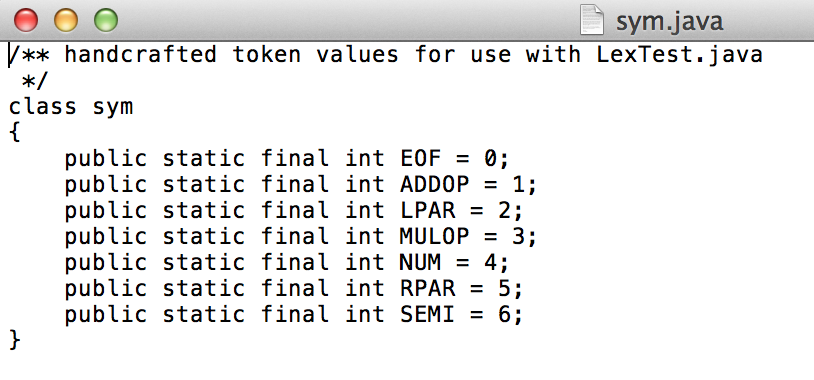 sym.java
/** handcrafted token values for use with LexTest.java
 */
class sym
{
    public static final int EOF = 0;
    public static final int ADDOP = 1;
    public static final int LPAR = 2;
    public static final int MULOP = 3;
    public static final int NUM = 4;
    public static final int RPAR = 5;
    public static final int SEMI = 6;
}